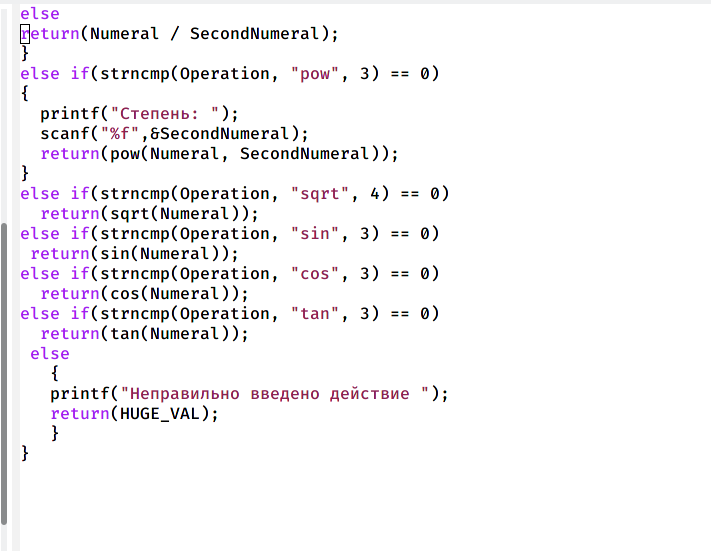 else
return(Numeral / SecondNumeral);
}
else if(strncmp(Operation, "pow", 3) == 0)
{
  printf("Степень: ");
  scanf("%f",&SecondNumeral);
  return(pow(Numeral, SecondNumeral));
}
else if(strncmp(Operation, "sqrt", 4) == 0)
  return(sqrt(Numeral));
else if(strncmp(Operation, "sin", 3) == 0)
 return(sin(Numeral));
else if(strncmp(Operation, "cos", 3) == 0)
  return(cos(Numeral));
else if(strncmp(Operation, "tan", 3) == 0)
  return(tan(Numeral));
 else
   {
   printf("Неправильно введено действие ");
   return(HUGE_VAL);
   }
}